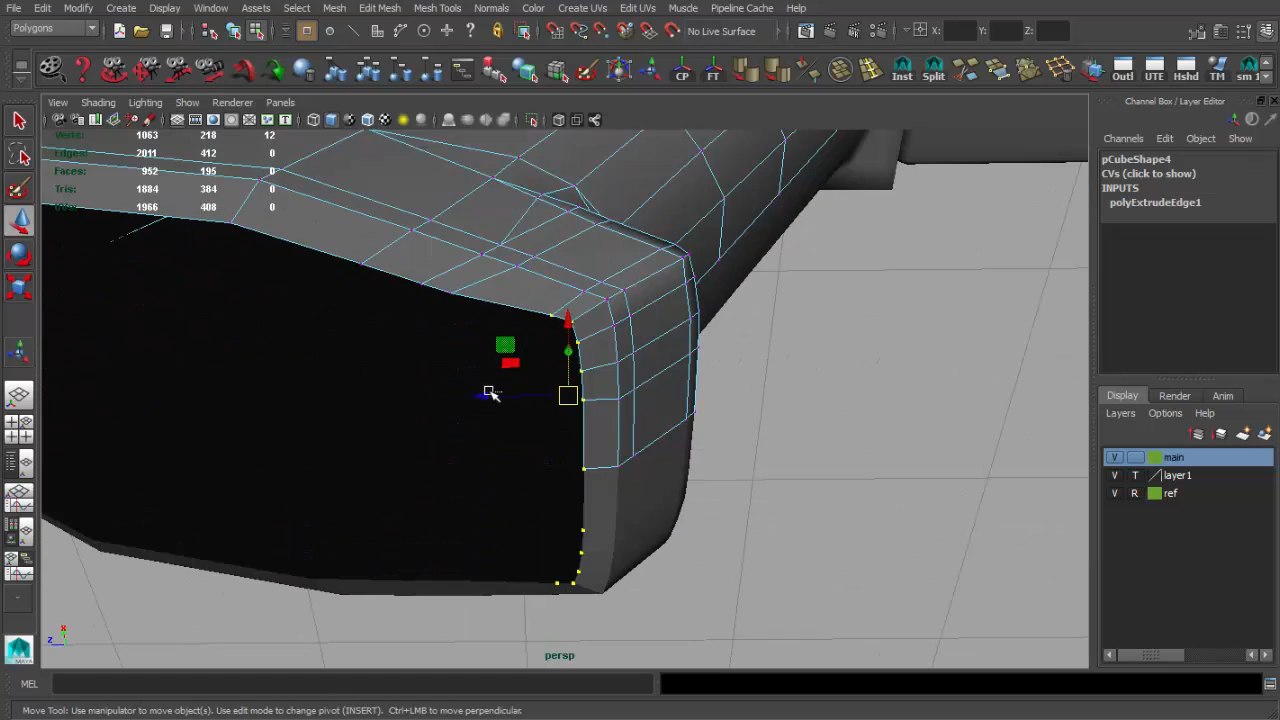 File Edit Modify Create Display Window Assets Select Mesh Edit Mesh Mesh Tools Normals Color Create UVs Edit UVs Muscle Pipeline Cache Help
Polygons No Live Surface X: Y: Z:
CP FT Inst Split Outl UTE Hshd TM sm 1
View Shading Lighting Show Renderer Panels
Channel Box / Layer Editor
Channels Edit Object Show
Verts: 1063 218 12
Edges: 2011 412 0
Faces: 952 195 0
Tris: 1884 384 0
UVs: 1966 408 0
pCubeShape4
CVs (click to show)
INPUTS
polyExtrudeEdge1
Display Render Anim
Layers Options Help
V main
V T layer1
V R ref
x
z
persp
MEL
Move Tool: Use manipulator to move object(s). Use edit mode to change pivot (INSERT). Ctrl+LMB to move perpendicular.